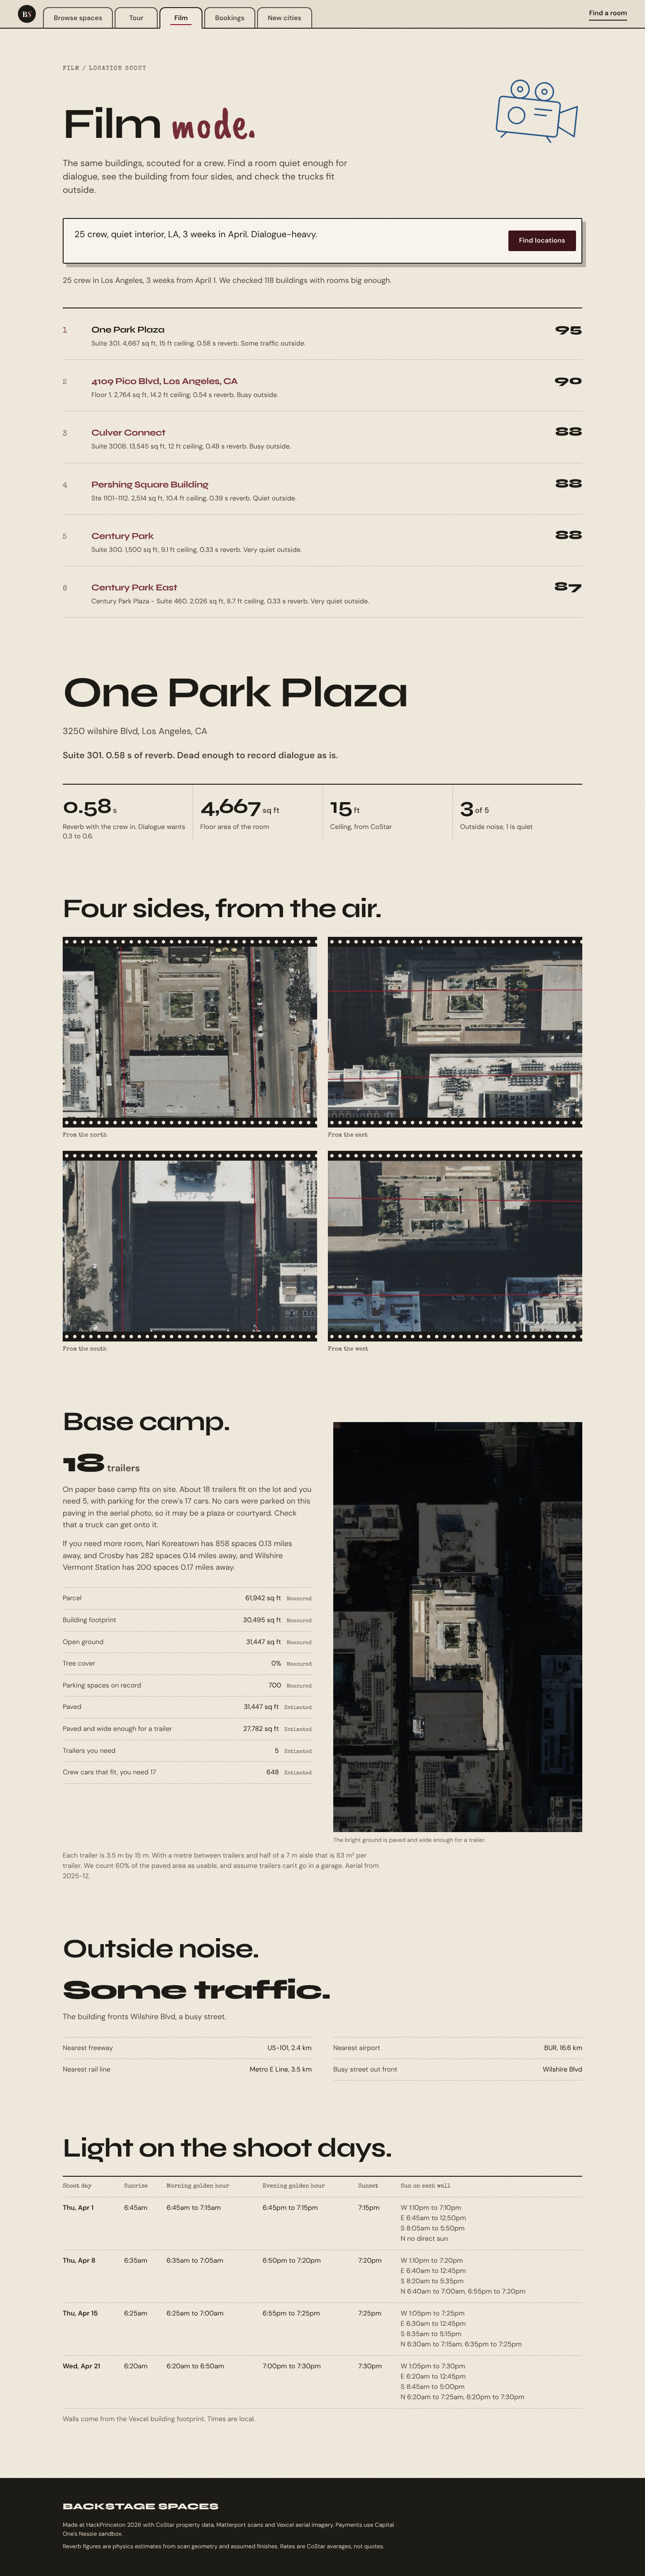 BS
Browse spaces
Tour
Film
Bookings
New cities
Find a room
FILM / LOCATION SCOUT
Film mode.
The same buildings, scouted for a crew. Find a room quiet enough for
dialogue, see the building from four sides, and check the trucks fit
outside.
25 crew, quiet interior, LA, 3 weeks in April. Dialogue-heavy.
Find locations
25 crew in Los Angeles, 3 weeks from April 1. We checked 118 buildings with rooms big enough.
1 One Park Plaza 95
Suite 301. 4,667 sq ft, 15 ft ceiling, 0.58 s reverb. Some traffic outside.
2 4109 Pico Blvd, Los Angeles, CA 90
Floor 1. 2,764 sq ft, 14.2 ft ceiling, 0.54 s reverb. Busy outside.
3 Culver Connect 88
Suite 300B. 13,545 sq ft, 12 ft ceiling, 0.48 s reverb. Busy outside.
4 Pershing Square Building 88
Ste 1101-1112. 2,514 sq ft, 10.4 ft ceiling, 0.39 s reverb. Quiet outside.
5 Century Park 88
Suite 300. 1,500 sq ft, 9.1 ft ceiling, 0.33 s reverb. Very quiet outside.
6 Century Park East 87
Century Park Plaza - Suite 460. 2,026 sq ft, 8.7 ft ceiling, 0.33 s reverb. Very quiet outside.
One Park Plaza
3250 wilshire Blvd, Los Angeles, CA
Suite 301. 0.58 s of reverb. Dead enough to record dialogue as is.
0.58 s
Reverb with the crew in. Dialogue wants
0.3 to 0.6.
4,667 sq ft
Floor area of the room
15 ft
Ceiling, from CoStar
3 of 5
Outside noise, 1 is quiet
Four sides, from the air.
From the north
From the east
From the south
From the west
Base camp.
18 trailers
On paper base camp fits on site. About 18 trailers fit on the lot and you
need 5, with parking for the crew's 17 cars. No cars were parked on this
paving in the aerial photo, so it may be a plaza or courtyard. Check
that a truck can get onto it.
If you need more room, Nari Koreatown has 858 spaces 0.13 miles
away, and Crosby has 282 spaces 0.14 miles away, and Wilshire
Vermont Station has 200 spaces 0.17 miles away.
Parcel 61,942 sq ft Measured
Building footprint 30,495 sq ft Measured
Open ground 31,447 sq ft Measured
Tree cover 0% Measured
Parking spaces on record 700 Measured
Paved 31,447 sq ft Estimated
Paved and wide enough for a trailer 27,782 sq ft Estimated
Trailers you need 5 Estimated
Crew cars that fit, you need 17 648 Estimated
The bright ground is paved and wide enough for a trailer.
Each trailer is 3.5 m by 15 m. With a metre between trailers and half of a 7 m aisle that is 83 m² per
trailer. We count 60% of the paved area as usable, and assume trailers can't go in a garage. Aerial from
2025-12.
Outside noise.
Some traffic.
The building fronts Wilshire Blvd, a busy street.
Nearest freeway US-101, 2.4 km
Nearest airport BUR, 16.6 km
Nearest rail line Metro E Line, 3.5 km
Busy street out front Wilshire Blvd
Light on the shoot days.
Shoot day Sunrise Morning golden hour Evening golden hour Sunset Sun on each wall
Thu, Apr 1 6:45am 6:45am to 7:15am 6:45pm to 7:15pm 7:15pm W 1:10pm to 7:10pm
E 6:45am to 12:50pm
S 8:05am to 5:50pm
N no direct sun
Thu, Apr 8 6:35am 6:35am to 7:05am 6:50pm to 7:20pm 7:20pm W 1:10pm to 7:20pm
E 6:40am to 12:45pm
S 8:20am to 5:35pm
N 6:40am to 7:00am, 6:55pm to 7:20pm
Thu, Apr 15 6:25am 6:25am to 7:00am 6:55pm to 7:25pm 7:25pm W 1:05pm to 7:25pm
E 6:30am to 12:45pm
S 8:35am to 5:15pm
N 6:30am to 7:15am, 6:35pm to 7:25pm
Wed, Apr 21 6:20am 6:20am to 6:50am 7:00pm to 7:30pm 7:30pm W 1:05pm to 7:30pm
E 6:20am to 12:45pm
S 8:45am to 5:00pm
N 6:20am to 7:25am, 6:20pm to 7:30pm
Walls come from the Vexcel building footprint. Times are local.
BACKSTAGE SPACES
Made at HackPrinceton 2026 with CoStar property data, Matterport scans and Vexcel aerial imagery. Payments use Capital
One's Nessie sandbox.
Reverb figures are physics estimates from scan geometry and assumed finishes. Rates are CoStar averages, not quotes.